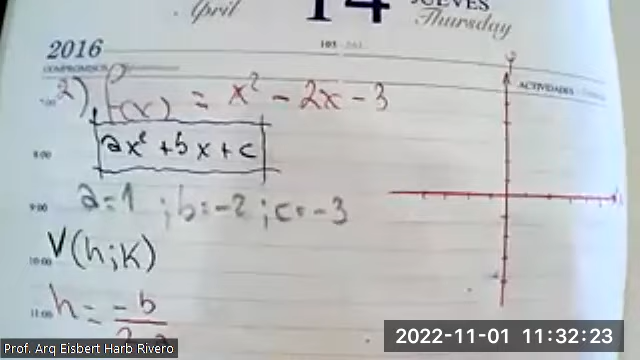 April 14 JUEVES
Thursday
2016
105
COMPROMISOS
ACTIVIDADES
y
2) f(x) = x² - 2x - 3
ax² + bx + c
8:00
9:00
a=1 ; b=-2 ; c=-3
V(h;k)
10:00
11:00
h = -b
Prof. Arq Eisbert Harb Rivero
2022-11-01 11:32:23